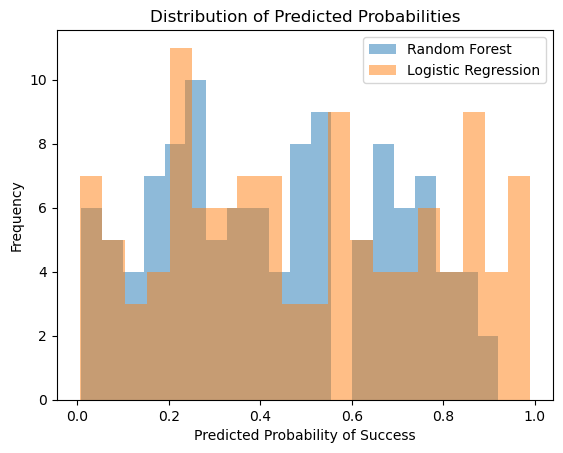 Distribution of Predicted Probabilities
Random Forest
Logistic Regression
10
8
6
4
2
0
Frequency
0.0 0.2 0.4 0.6 0.8 1.0
Predicted Probability of Success